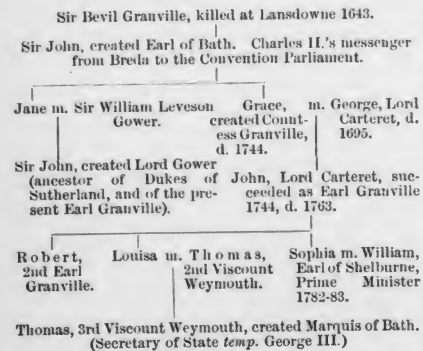 Sir Bevil Granville, killed at Lansdowne 1643.
Sir John, created Earl of Bath. Charles II.'s messenger
from Breda to the Convention Parliament.
Jane m. Sir William Leveson Gower.
Grace, created Countess Granville, d. 1744.
m. George, Lord Carteret, d. 1695.
Sir John, created Lord Gower
(ancestor of Dukes of
Sutherland, and of the pre-
sent Earl Granville).
John, Lord Carteret, suc-
ceeded as Earl Granville
1744, d. 1763.
Robert,
2nd Earl
Granville.
Louisa m. Thomas,
2nd Viscount
Weymouth.
Sophia m. William,
Earl of Shelburne,
Prime Minister
1782-83.
Thomas, 3rd Viscount Weymouth, created Marquis of Bath.
(Secretary of State temp. George III.)